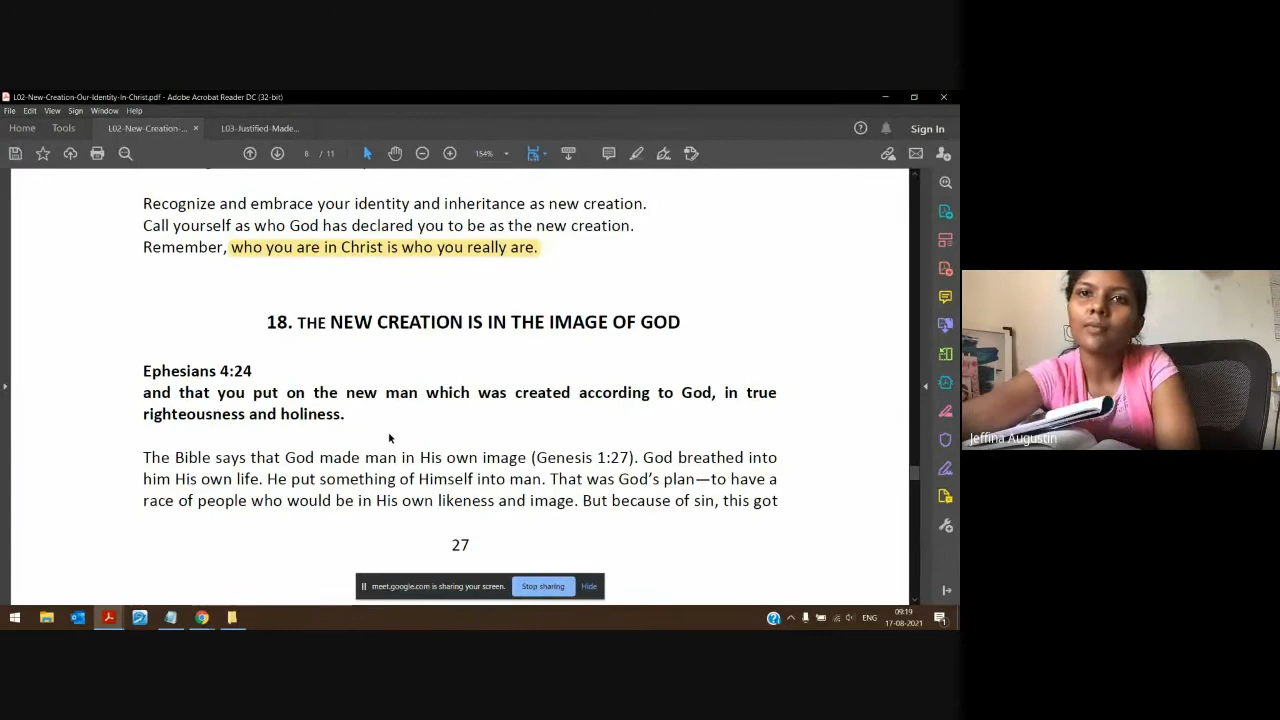 L02-New-Creation-Our-Identity-In-Christ.pdf - Adobe Acrobat Reader DC (32-bit)
File Edit View Sign Window Help
Home Tools L02-New-Creation-... × L03-Justified-Made... Sign In
8 / 11 154%
Recognize and embrace your identity and inheritance as new creation.
Call yourself as who God has declared you to be as the new creation.
Remember, who you are in Christ is who you really are.
18. THE NEW CREATION IS IN THE IMAGE OF GOD
Ephesians 4:24
and that you put on the new man which was created according to God, in true
righteousness and holiness.
The Bible says that God made man in His own image (Genesis 1:27). God breathed into
him His own life. He put something of Himself into man. That was God's plan—to have a
race of people who would be in His own likeness and image. But because of sin, this got
27
meet.google.com is sharing your screen. Stop sharing Hide
ENG
09:19
17-08-2021
Jeffina Augustin